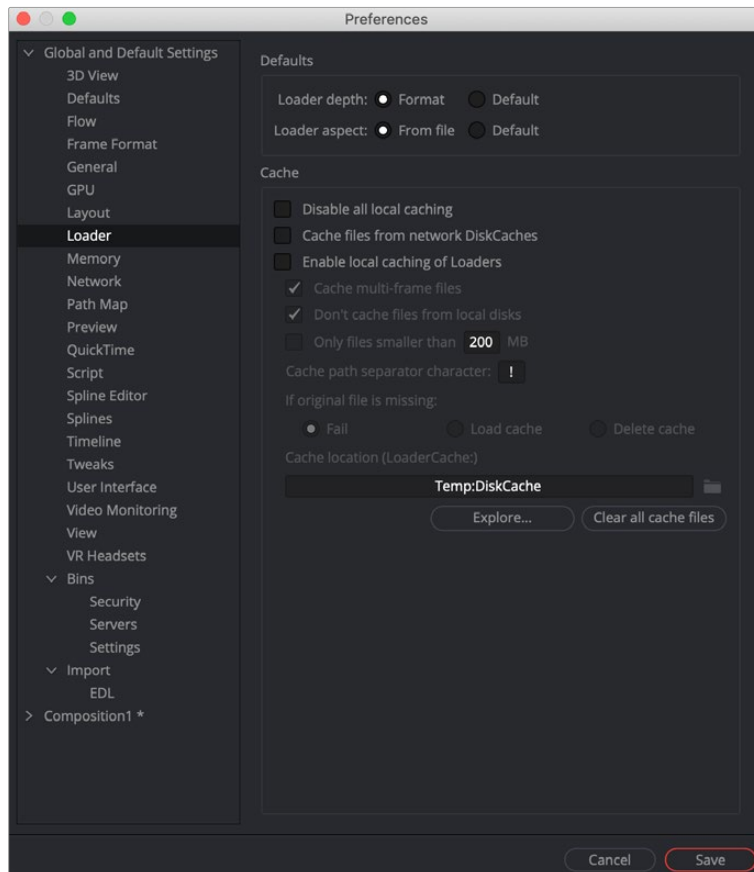 Preferences
Global and Default Settings
3D View
Defaults
Flow
Frame Format
General
GPU
Layout
Loader
Memory
Network
Path Map
Preview
QuickTime
Script
Spline Editor
Splines
Timeline
Tweaks
User Interface
Video Monitoring
View
VR Headsets
Bins
Security
Servers
Settings
Import
EDL
Composition1 *
Defaults
Loader depth: Format Default
Loader aspect: From file Default
Cache
Disable all local caching
Cache files from network DiskCaches
Enable local caching of Loaders
Cache multi-frame files
Don't cache files from local disks
Only files smaller than 200 MB
Cache path separator character: !
If original file is missing:
Fail Load cache Delete cache
Cache location (LoaderCache:)
Temp:DiskCache
Explore... Clear all cache files
Cancel Save